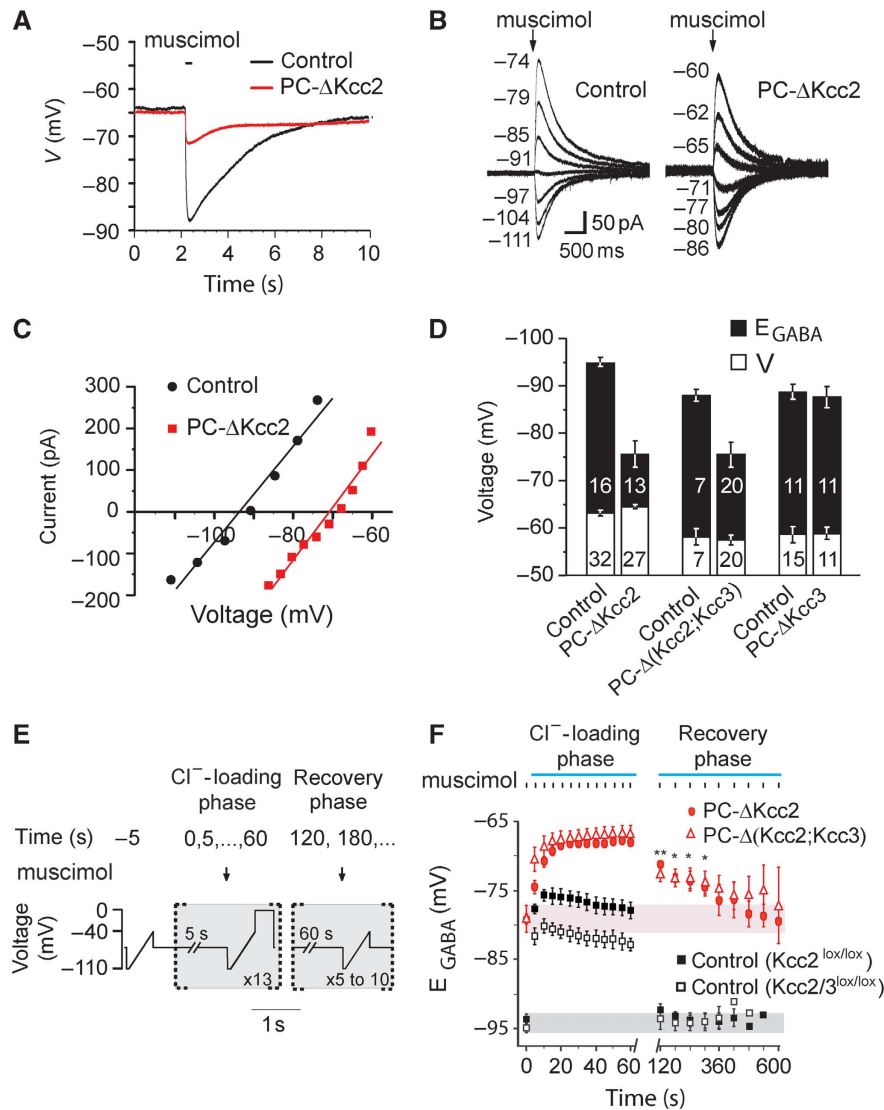 A
muscimol
Control
PC-ΔKcc2
V (mV)
−50
−60
−70
−80
−90
0 2 4 6 8 10
Time (s)
B
muscimol muscimol
Control
PC-ΔKcc2
−74
−79
−85
−91
−97
−104
−111
50 pA
500 ms
−60
−62
−65
−71
−77
−80
−86
C
Control
PC-ΔKcc2
Current (pA)
300
200
100
0
−100
−200
−100 −80 −60
Voltage (mV)
D
E GABA
V
Voltage (mV)
−100
−90
−80
−70
−60
−50
16 13 7 20 11 11
32 27 7 20 15 11
Control
PC-ΔKcc2
Control
PC-Δ(Kcc2;Kcc3)
Control
PC-ΔKcc3
E
Cl−-loading phase
Recovery phase
Time (s) −5 0,5,...,60 120, 180,...
muscimol
Voltage (mV)
0
−40
−110
5 s
x13
60 s
x5 to 10
1 s
F
Cl−-loading phase
Recovery phase
muscimol
PC-ΔKcc2
PC-Δ(Kcc2;Kcc3)
** * * *
E GABA (mV)
−65
−75
−85
−95
Control (Kcc2lox/lox)
Control (Kcc2/3lox/lox)
0 20 40 60 120 360 600
Time (s)